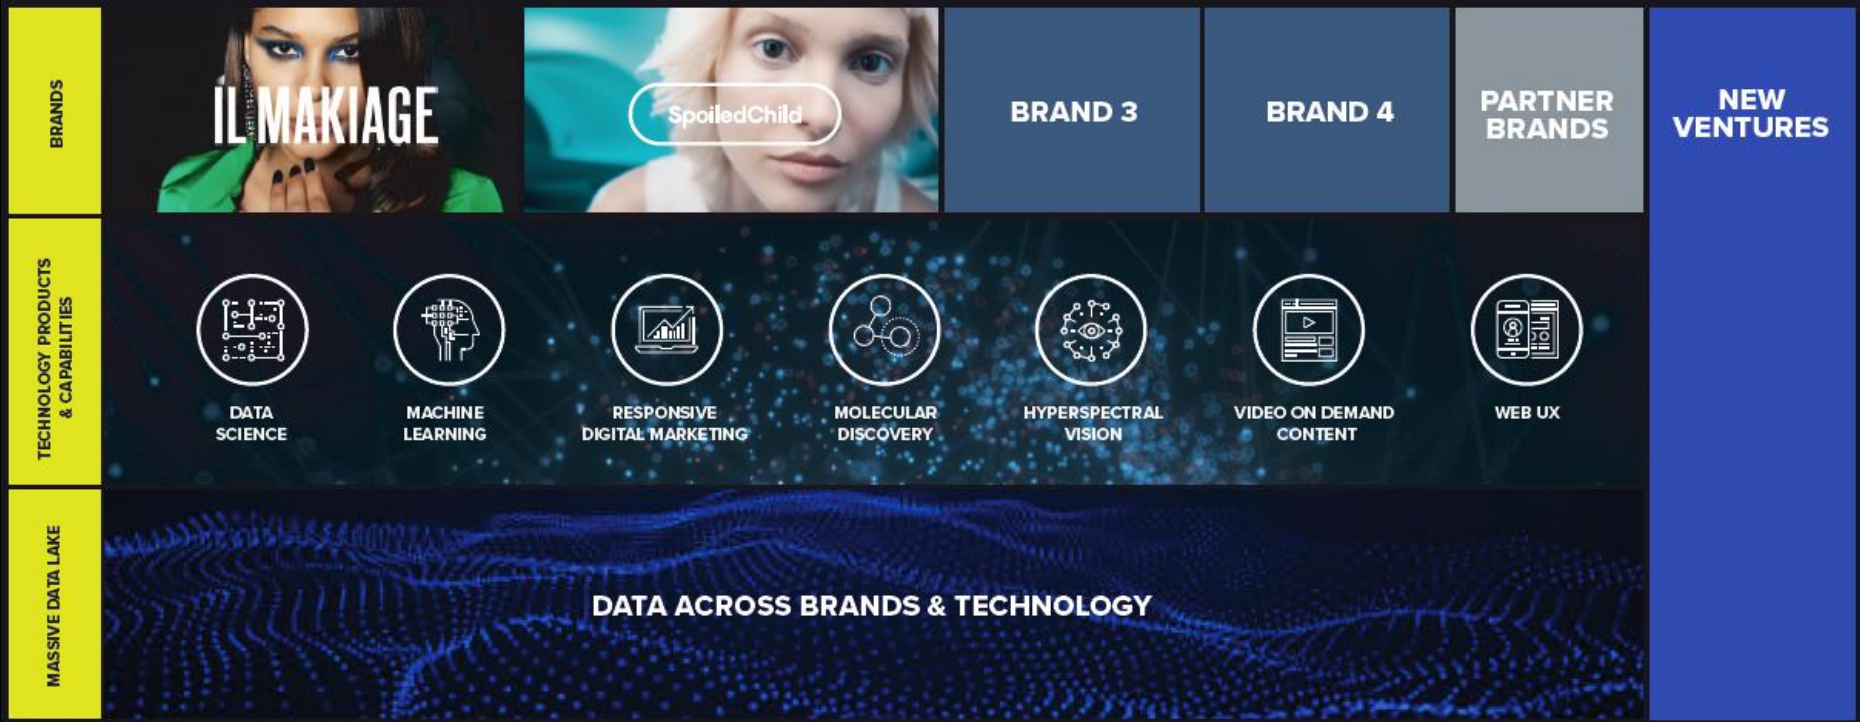 BRANDS
IL MAKIAGE
SpoiledChild
BRAND 3
BRAND 4
PARTNER
BRANDS
NEW
VENTURES
TECHNOLOGY PRODUCTS
& CAPABILITIES
DATA
SCIENCE
MACHINE
LEARNING
RESPONSIVE
DIGITAL MARKETING
MOLECULAR
DISCOVERY
HYPERSPECTRAL
VISION
VIDEO ON DEMAND
CONTENT
WEB UX
MASSIVE DATA LAKE
DATA ACROSS BRANDS & TECHNOLOGY